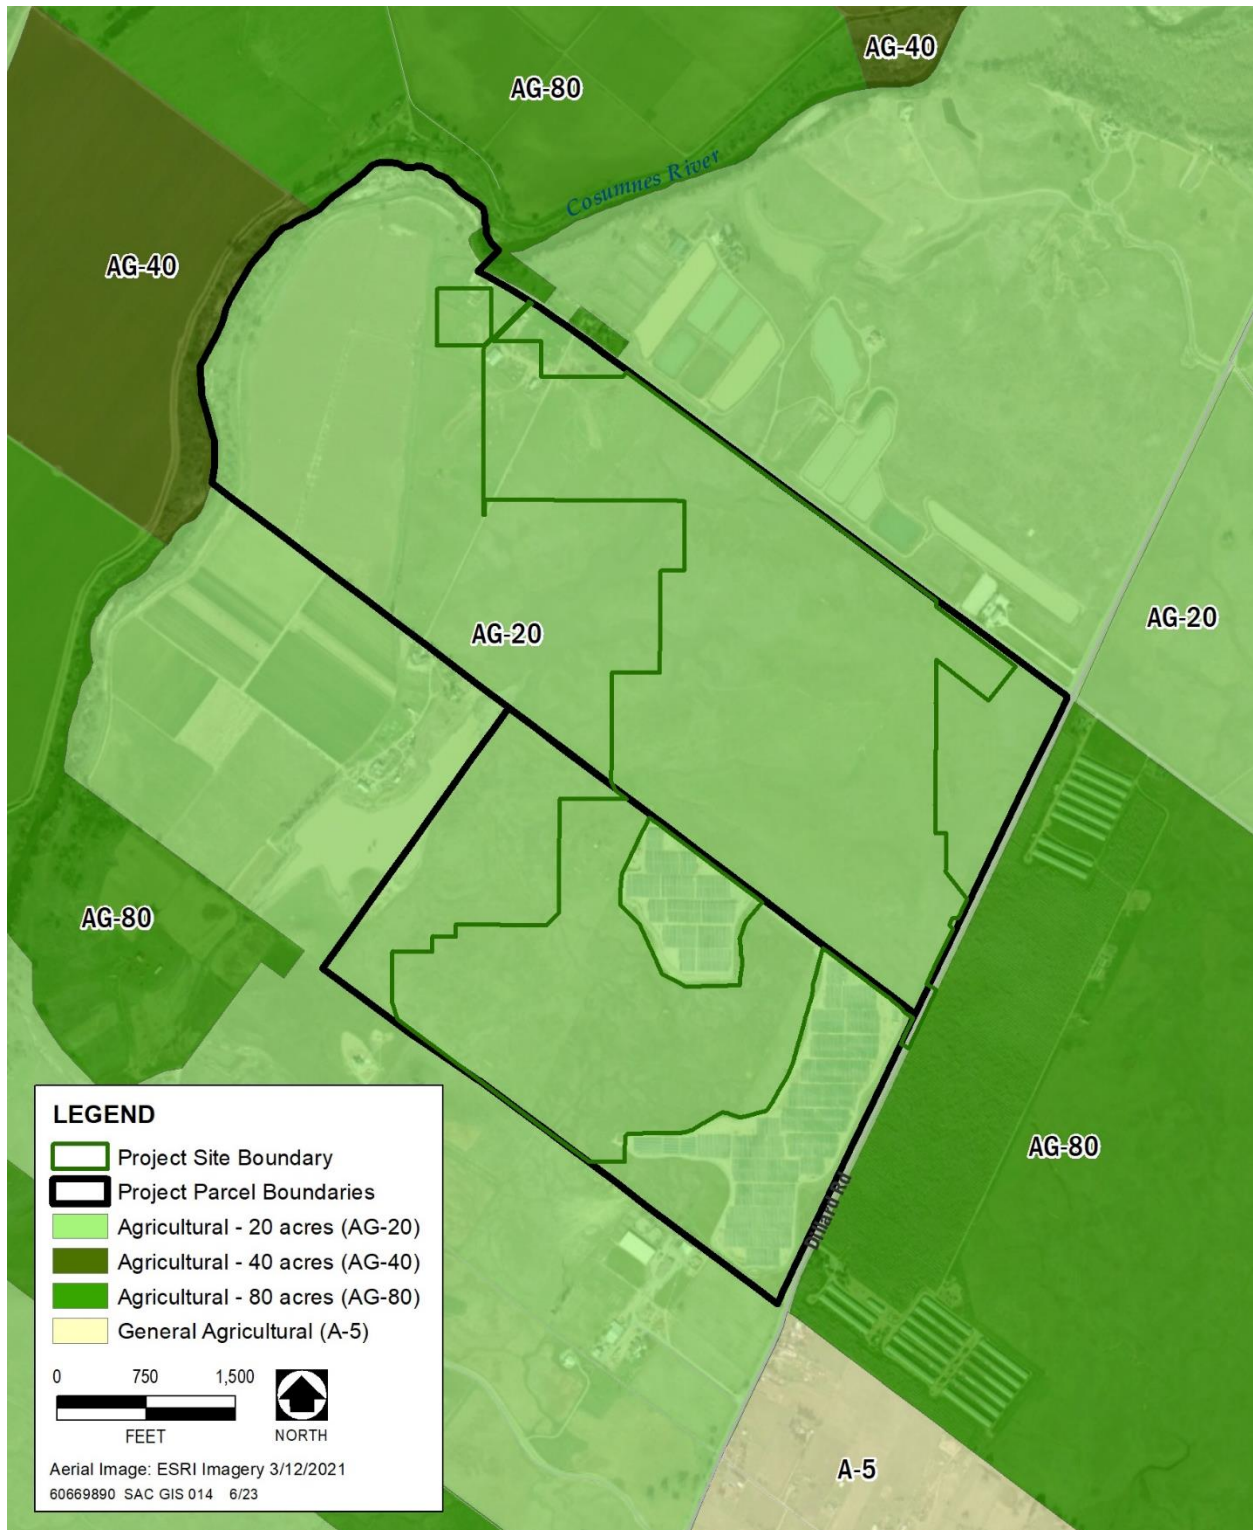 AG-40
AG-80
Cosumnes River
AG-40
AG-20
AG-20
AG-80
AG-80
Dillard Rd
A-5
LEGEND
Project Site Boundary
Project Parcel Boundaries
Agricultural - 20 acres (AG-20)
Agricultural - 40 acres (AG-40)
Agricultural - 80 acres (AG-80)
General Agricultural (A-5)
0 750 1,500
FEET
NORTH
Aerial Image: ESRI Imagery 3/12/2021
60669890 SAC GIS 014 6/23